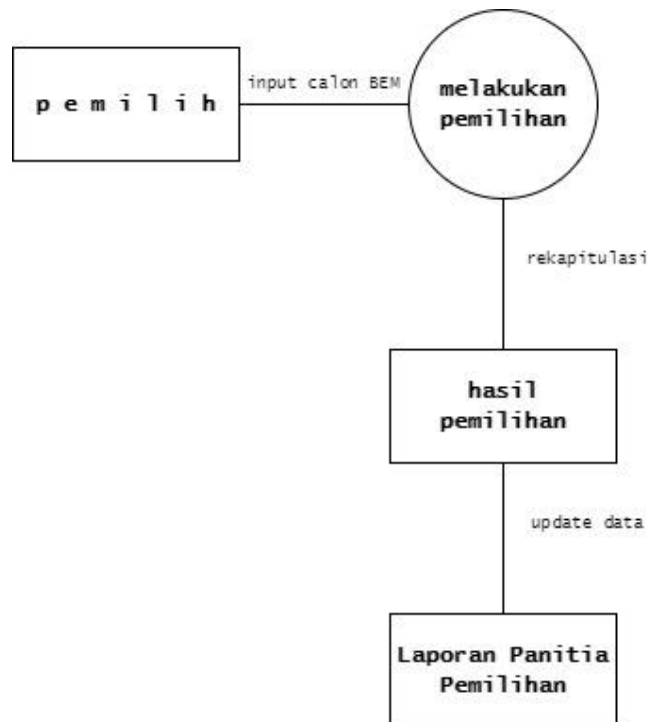 p e m i l i h
input calon BEM
melakukan
pemilihan
rekapitulasi
hasil
pemilihan
update data
Laporan Panitia
Pemilihan